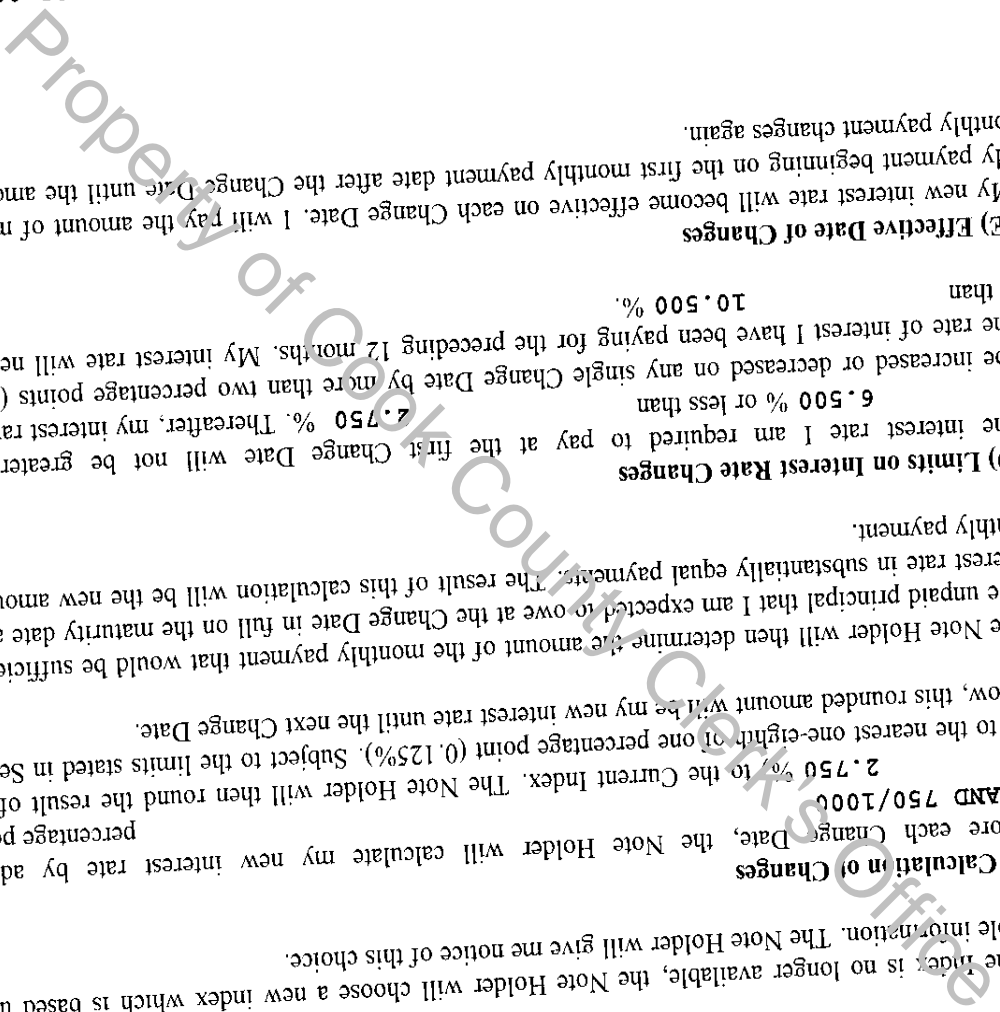 ne Index is no longer available, the Note Holder will choose a new index which is based u
ble information. The Note Holder will give me notice of this choice.
Calculation of Changes
ore each Change Date, the Note Holder will calculate my new interest rate by ad
AND 750/1000 percentage p
2.750 %) to the Current Index. The Note Holder will then round the result of
to the nearest one-eighth of one percentage point (0.125%). Subject to the limits stated in Se
ow, this rounded amount will be my new interest rate until the next Change Date.
e Note Holder will then determine the amount of the monthly payment that would be sufficie
e unpaid principal that I am expected to owe at the Change Date in full on the maturity date a
erest rate in substantially equal payments. The result of this calculation will be the new amou
nthly payment.
D) Limits on Interest Rate Changes
he interest rate I am required to pay at the first Change Date will not be greater
6.500 % or less than 2.750 %. Thereafter, my interest ra
be increased or decreased on any single Change Date by more than two percentage points (
he rate of interest I have been paying for the preceding 12 months. My interest rate will ne
than 10.500 %.
E) Effective Date of Changes
My new interest rate will become effective on each Change Date. I will pay the amount of n
ly payment beginning on the first monthly payment date after the Change Date until the amo
onthly payment changes again.
Property of Cook County Clerk's Office